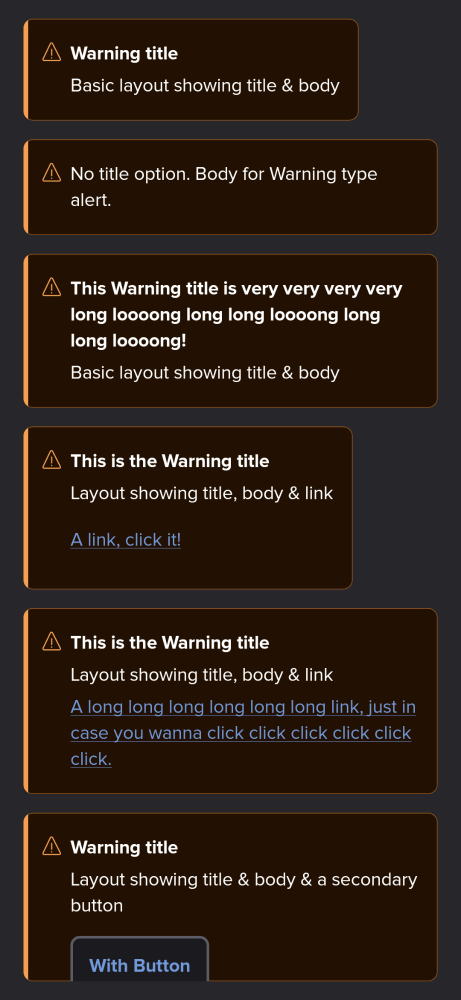 Warning title
Basic layout showing title & body
No title option. Body for Warning type
alert.
This Warning title is very very very very
long loooong long long loooong long
long loooong!
Basic layout showing title & body
This is the Warning title
Layout showing title, body & link
A link, click it!
This is the Warning title
Layout showing title, body & link
A long long long long long long link, just in
case you wanna click click click click click
click.
Warning title
Layout showing title & body & a secondary
button
With Button